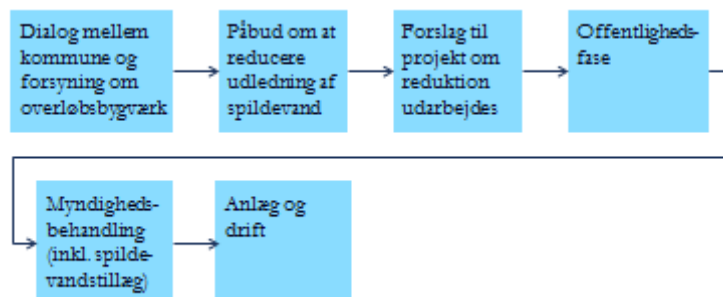 Dialog mellem
kommune og
forsyning om
overløbsbygværk
Påbud om at
reducere
udledning af
spildevand
Forslag til
projekt om
reduktion
udarbejdes
Offentligheds-
fase
Myndigheds-
behandling
(inkl. spilde-
vandstillæg)
Anlæg og
drift